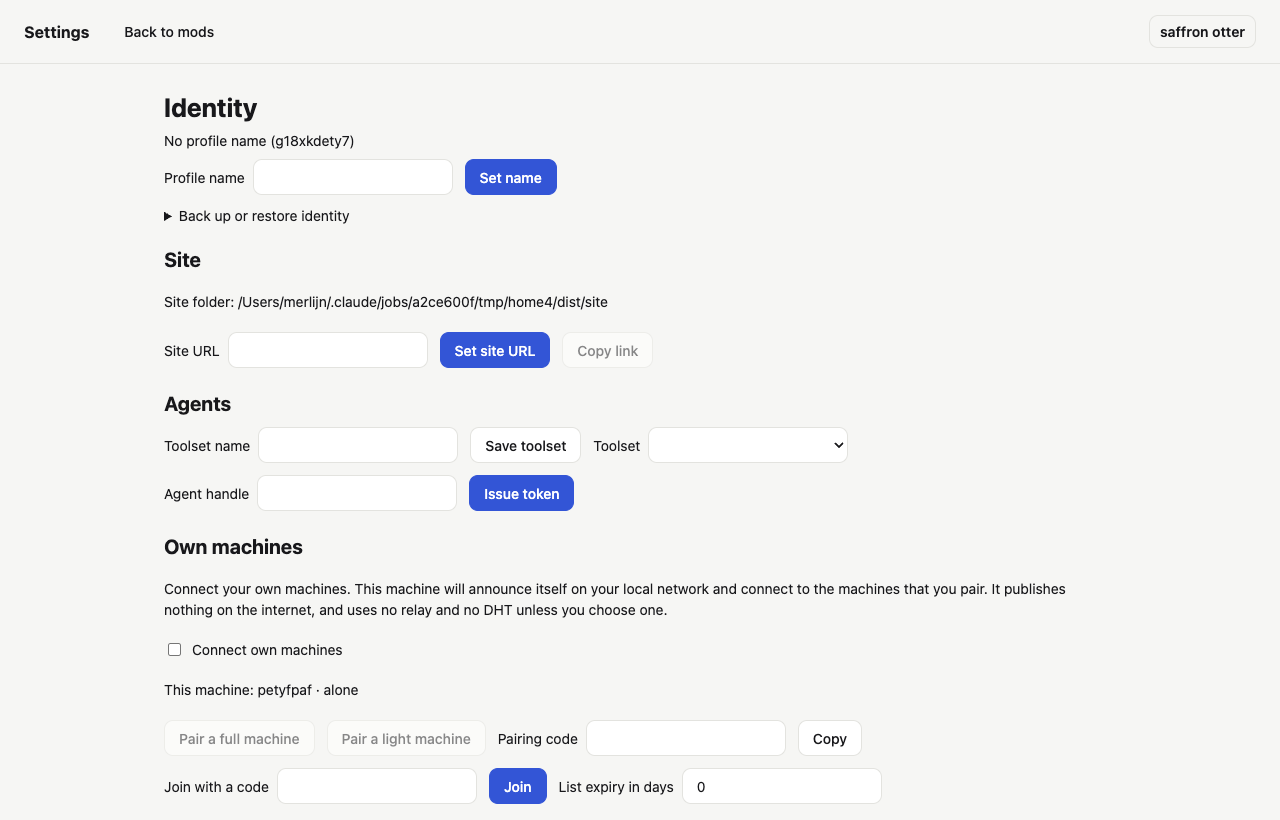 Settings
Back to mods
saffron otter
Identity
No profile name (g18xkdety7)
Profile name
Set name
Back up or restore identity
Site
Site folder: /Users/merlijn/.claude/jobs/a2ce600f/tmp/home4/dist/site
Site URL
Set site URL
Copy link
Agents
Toolset name
Save toolset
Toolset
Agent handle
Issue token
Own machines
Connect your own machines. This machine will announce itself on your local network and connect to the machines that you pair. It publishes
nothing on the internet, and uses no relay and no DHT unless you choose one.
Connect own machines
This machine: petyfpaf · alone
Pair a full machine
Pair a light machine
Pairing code
Copy
Join with a code
Join
List expiry in days
0